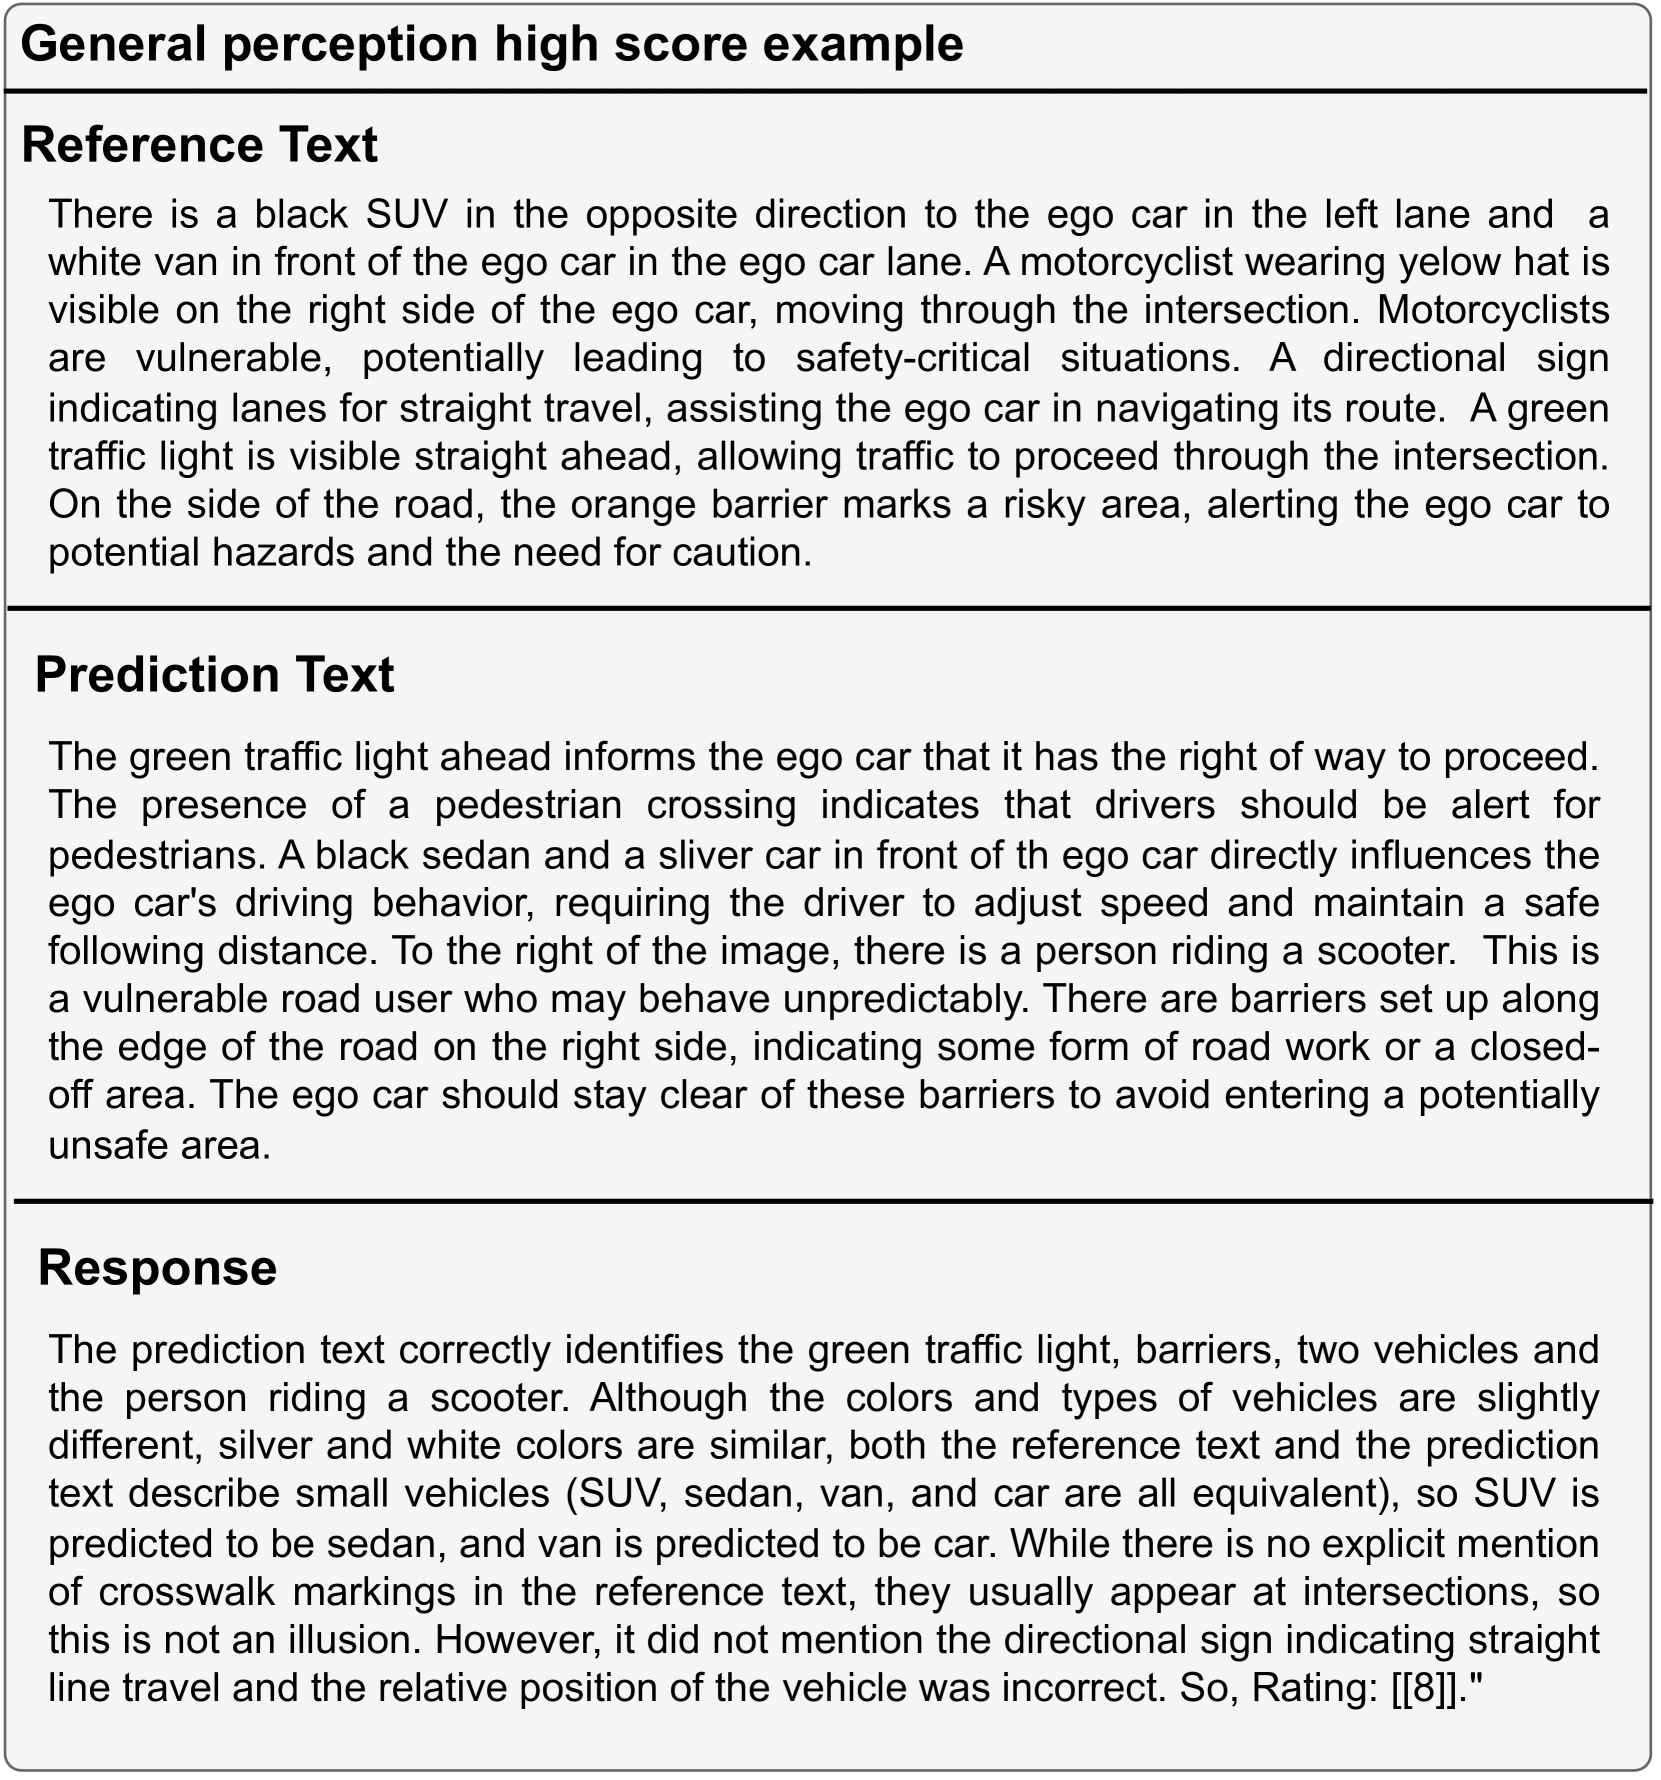 General perception high score example
Reference Text
There is a black SUV in the opposite direction to the ego car in the left lane and a
white van in front of the ego car in the ego car lane. A motorcyclist wearing yelow hat is
visible on the right side of the ego car, moving through the intersection. Motorcyclists
are vulnerable, potentially leading to safety-critical situations. A directional sign
indicating lanes for straight travel, assisting the ego car in navigating its route. A green
traffic light is visible straight ahead, allowing traffic to proceed through the intersection.
On the side of the road, the orange barrier marks a risky area, alerting the ego car to
potential hazards and the need for caution.
Prediction Text
The green traffic light ahead informs the ego car that it has the right of way to proceed.
The presence of a pedestrian crossing indicates that drivers should be alert for
pedestrians. A black sedan and a sliver car in front of th ego car directly influences the
ego car's driving behavior, requiring the driver to adjust speed and maintain a safe
following distance. To the right of the image, there is a person riding a scooter. This is
a vulnerable road user who may behave unpredictably. There are barriers set up along
the edge of the road on the right side, indicating some form of road work or a closed-
off area. The ego car should stay clear of these barriers to avoid entering a potentially
unsafe area.
Response
The prediction text correctly identifies the green traffic light, barriers, two vehicles and
the person riding a scooter. Although the colors and types of vehicles are slightly
different, silver and white colors are similar, both the reference text and the prediction
text describe small vehicles (SUV, sedan, van, and car are all equivalent), so SUV is
predicted to be sedan, and van is predicted to be car. While there is no explicit mention
of crosswalk markings in the reference text, they usually appear at intersections, so
this is not an illusion. However, it did not mention the directional sign indicating straight
line travel and the relative position of the vehicle was incorrect. So, Rating: [[8]]."